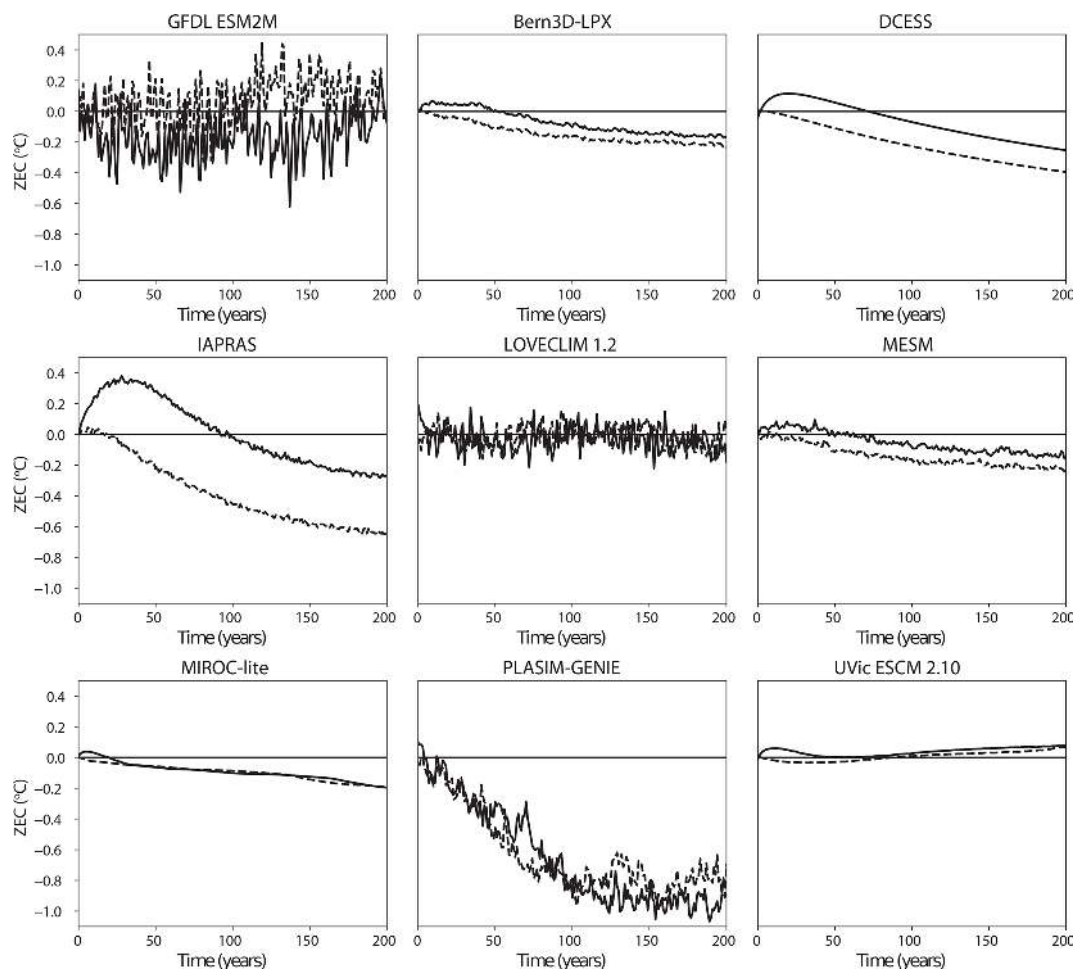 GFDL ESM2M Bern3D-LPX DCESS
0.4
0.2
0.0
−0.2
−0.4
−0.6
−0.8
−1.0
ZEC (°C)
0 50 100 150 200 0 50 100 150 200 0 50 100 150 200
Time (years) Time (years) Time (years)
IAPRAS LOVECLIM 1.2 MESM
0.4
0.2
0.0
−0.2
−0.4
−0.6
−0.8
−1.0
ZEC (°C)
0 50 100 150 200 0 50 100 150 200 0 50 100 150 200
Time (years) Time (years) Time (years)
MIROC-lite PLASIM-GENIE UVic ESCM 2.10
0.4
0.2
0.0
−0.2
−0.4
−0.6
−0.8
−1.0
ZEC (°C)
0 50 100 150 200 0 50 100 150 200 0 50 100 150 200
Time (years) Time (years) Time (years)